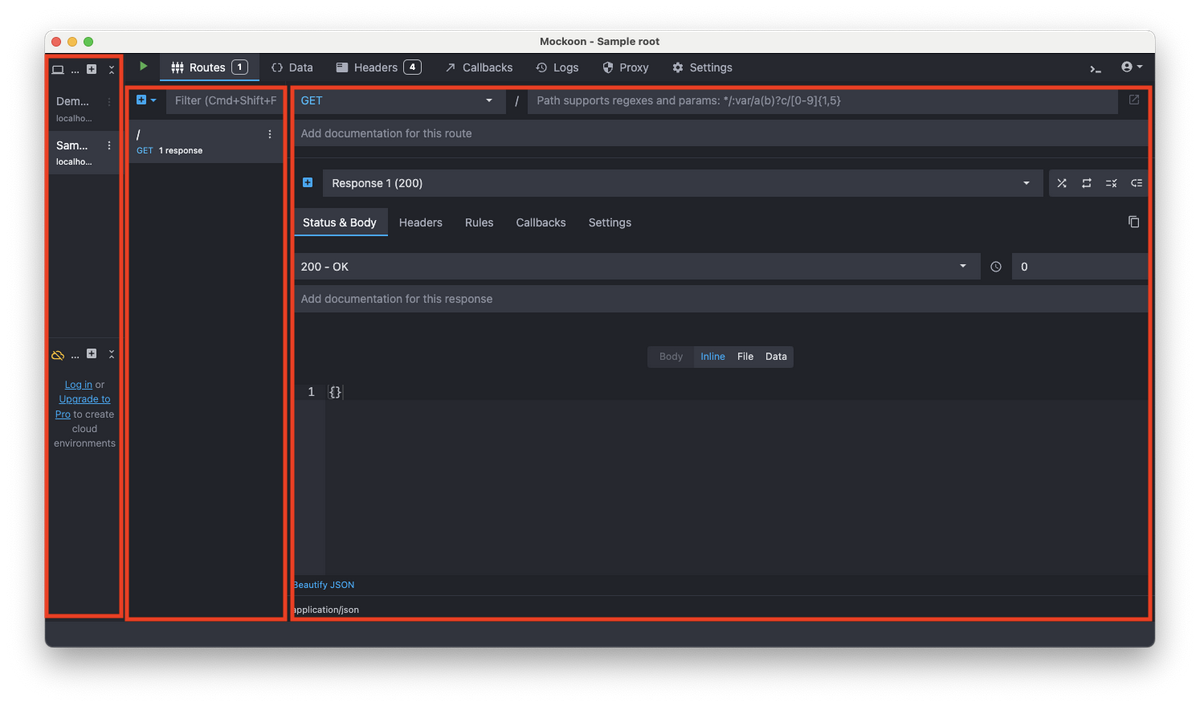 Mockoon - Sample root
...
Routes 1 Data Headers 4 Callbacks Logs Proxy Settings
Dem...
localho...
Sam...
localho...
...
Log in or
Upgrade to
Pro to create
cloud
environments
Filter (Cmd+Shift+F
/
GET 1 response
GET / Path supports regexes and params: */:var/a(b)?c/[0-9]{1,5}
Add documentation for this route
Response 1 (200)
Status & Body Headers Rules Callbacks Settings
200 - OK 0
Add documentation for this response
Body Inline File Data
1 {}
Beautify JSON
application/json